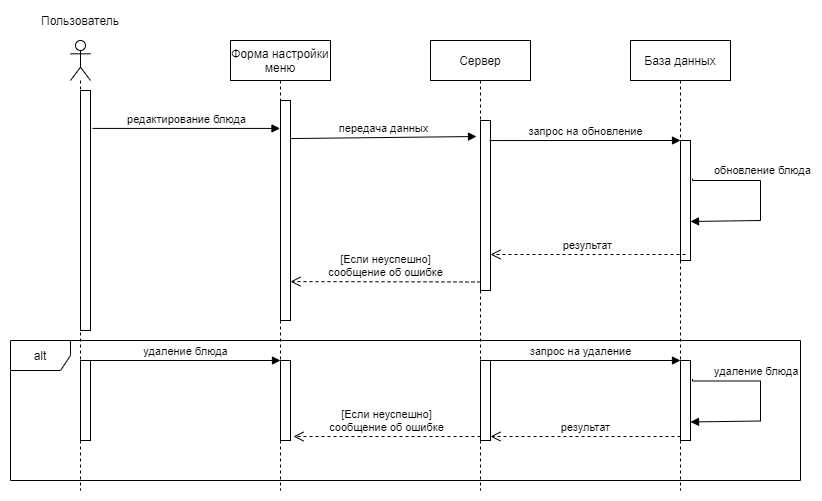 Пользователь
Форма настройки
меню
Сервер
База данных
редактирование блюда
передача данных
запрос на обновление
обновление блюда
результат
[Если неуспешно]
сообщение об ошибке
alt
удаление блюда
запрос на удаление
удаление блюда
[Если неуспешно]
сообщение об ошибке
результат